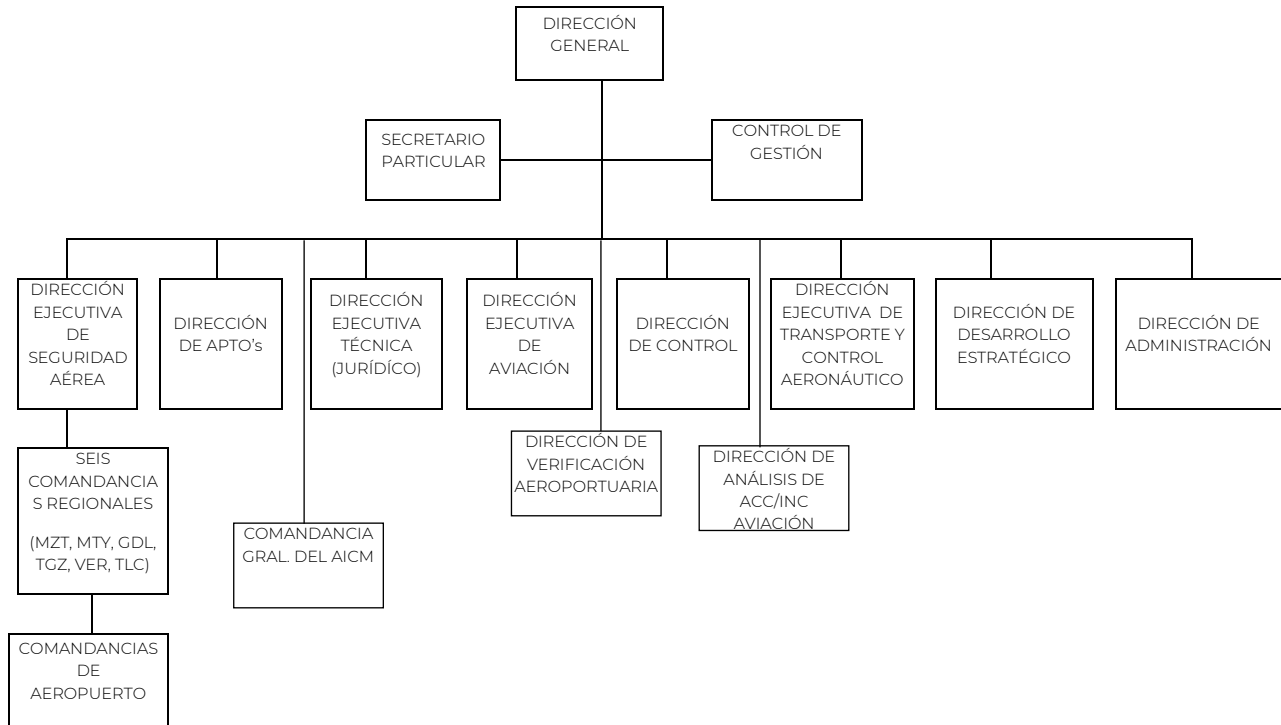 DIRECCIÓN
GENERAL
SECRETARIO
PARTICULAR
CONTROL DE
GESTIÓN
DIRECCIÓN
EJECUTIVA
DE
SEGURIDAD
AÉREA
DIRECCIÓN
DE APTO's
DIRECCIÓN
EJECUTIVA
TÉCNICA
(JURÍDÍCO)
DIRECCIÓN
EJECUTIVA
DE
AVIACIÓN
DIRECCIÓN
DE CONTROL
DIRECCIÓN
EJECUTIVA DE
TRANSPORTE Y
CONTROL
AERONÁUTICO
DIRECCIÓN DE
DESARROLLO
ESTRATÉGICO
DIRECCIÓN DE
ADMINISTRACIÓN
SEIS
COMANDANCIA
S REGIONALES
(MZT, MTY, GDL,
TGZ, VER, TLC)
COMANDANCIA
GRAL. DEL AICM
DIRECCIÓN DE
VERIFICACIÓN
AEROPORTUARIA
DIRECCIÓN DE
ANÁLISIS DE
ACC/INC
AVIACIÓN
COMANDANCIAS
DE
AEROPUERTO